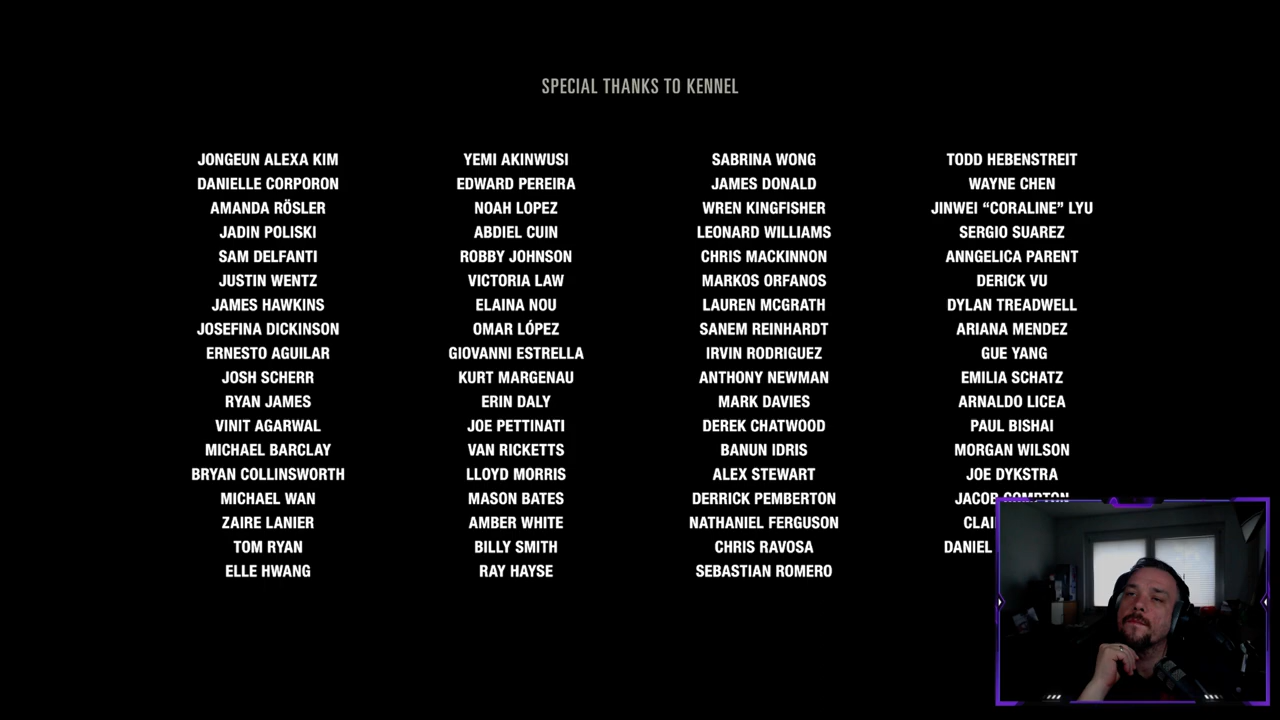 SPECIAL THANKS TO KENNEL
JONGEUN ALEXA KIM
DANIELLE CORPORON
AMANDA RÖSLER
JADIN POLISKI
SAM DELFANTI
JUSTIN WENTZ
JAMES HAWKINS
JOSEFINA DICKINSON
ERNESTO AGUILAR
JOSH SCHERR
RYAN JAMES
VINIT AGARWAL
MICHAEL BARCLAY
BRYAN COLLINSWORTH
MICHAEL WAN
ZAIRE LANIER
TOM RYAN
ELLE HWANG
YEMI AKINWUSI
EDWARD PEREIRA
NOAH LOPEZ
ABDIEL CUIN
ROBBY JOHNSON
VICTORIA LAW
ELAINA NOU
OMAR LÓPEZ
GIOVANNI ESTRELLA
KURT MARGENAU
ERIN DALY
JOE PETTINATI
VAN RICKETTS
LLOYD MORRIS
MASON BATES
AMBER WHITE
BILLY SMITH
RAY HAYSE
SABRINA WONG
JAMES DONALD
WREN KINGFISHER
LEONARD WILLIAMS
CHRIS MACKINNON
MARKOS ORFANOS
LAUREN MCGRATH
SANEM REINHARDT
IRVIN RODRIGUEZ
ANTHONY NEWMAN
MARK DAVIES
DEREK CHATWOOD
BANUN IDRIS
ALEX STEWART
DERRICK PEMBERTON
NATHANIEL FERGUSON
CHRIS RAVOSA
SEBASTIAN ROMERO
TODD HEBENSTREIT
WAYNE CHEN
JINWEI “CORALINE” LYU
SERGIO SUAREZ
ANNGELICA PARENT
DERICK VU
DYLAN TREADWELL
ARIANA MENDEZ
GUE YANG
EMILIA SCHATZ
ARNALDO LICEA
PAUL BISHAI
MORGAN WILSON
JOE DYKSTRA
JACOB COMPTON
DANIEL